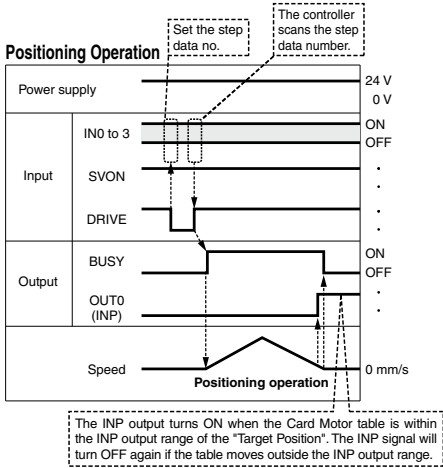 Positioning Operation
Set the step
data no.
The controller
scans the step
data number.
Power supply
24 V
0 V
Input
IN0 to 3
ON
OFF
SVON
DRIVE
Output
BUSY
ON
OFF
OUT0
(INP)
Speed
Positioning operation
0 mm/s
The INP output turns ON when the Card Motor table is within
the INP output range of the "Target Position". The INP signal will
turn OFF again if the table moves outside the INP output range.